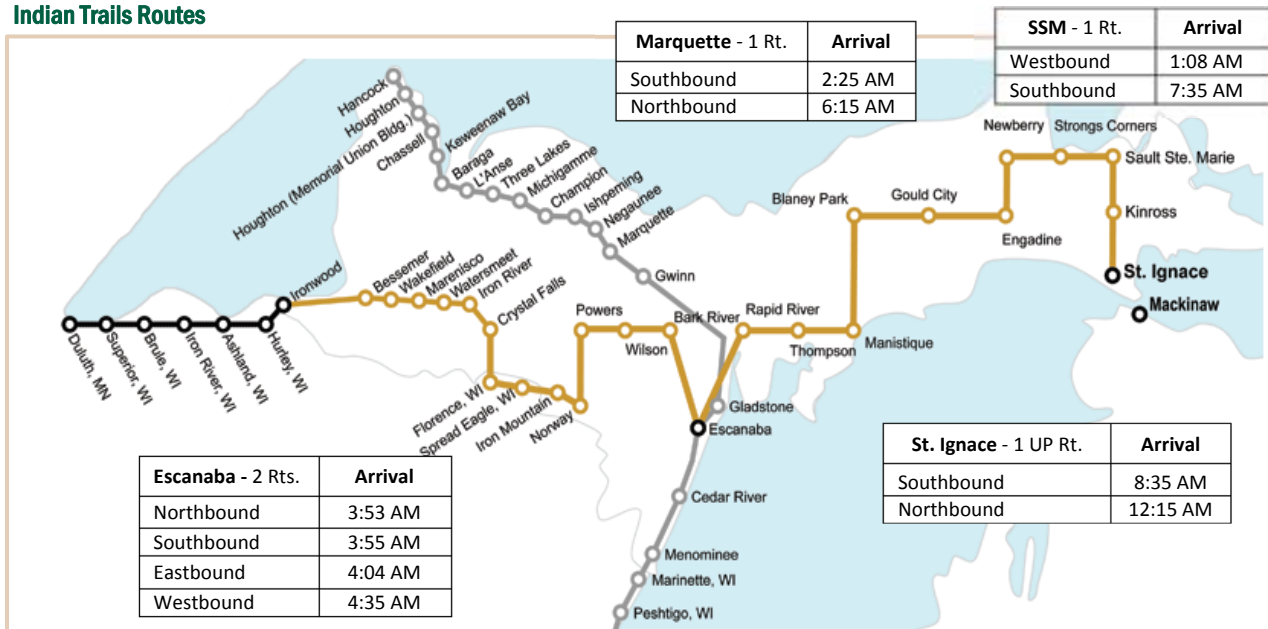 Indian Trails Routes
Marquette - 1 Rt. Arrival
Southbound 2:25 AM
Northbound 6:15 AM
SSM - 1 Rt. Arrival
Westbound 1:08 AM
Southbound 7:35 AM
Hancock
Houghton
Houghton (Memorial Union Bldg.)
Chassell
Keweenaw Bay
Baraga
L'Anse
Three Lakes
Michigamme
Champion
Ishpeming
Negaunee
Marquette
Gwinn
Newberry
Strongs Corners
Sault Ste. Marie
Kinross
St. Ignace
Mackinaw
Blaney Park
Gould City
Engadine
Ironwood
Bessemer
Wakefield
Marenisco
Watersmeet
Iron River
Crystal Falls
Powers
Wilson
Bark River
Rapid River
Thompson
Manistique
Duluth, MN
Superior, WI
Brule, WI
Iron River, WI
Ashland, WI
Hurley, WI
Florence, WI
Spread Eagle, WI
Iron Mountain
Norway
Gladstone
Escanaba
Cedar River
Menominee
Marinette, WI
Peshtigo, WI
Escanaba - 2 Rts. Arrival
Northbound 3:53 AM
Southbound 3:55 AM
Eastbound 4:04 AM
Westbound 4:35 AM
St. Ignace - 1 UP Rt. Arrival
Southbound 8:35 AM
Northbound 12:15 AM